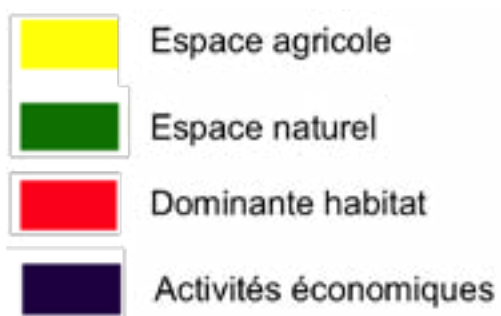 Espace agricole
Espace naturel
Dominante habitat
Activités économiques